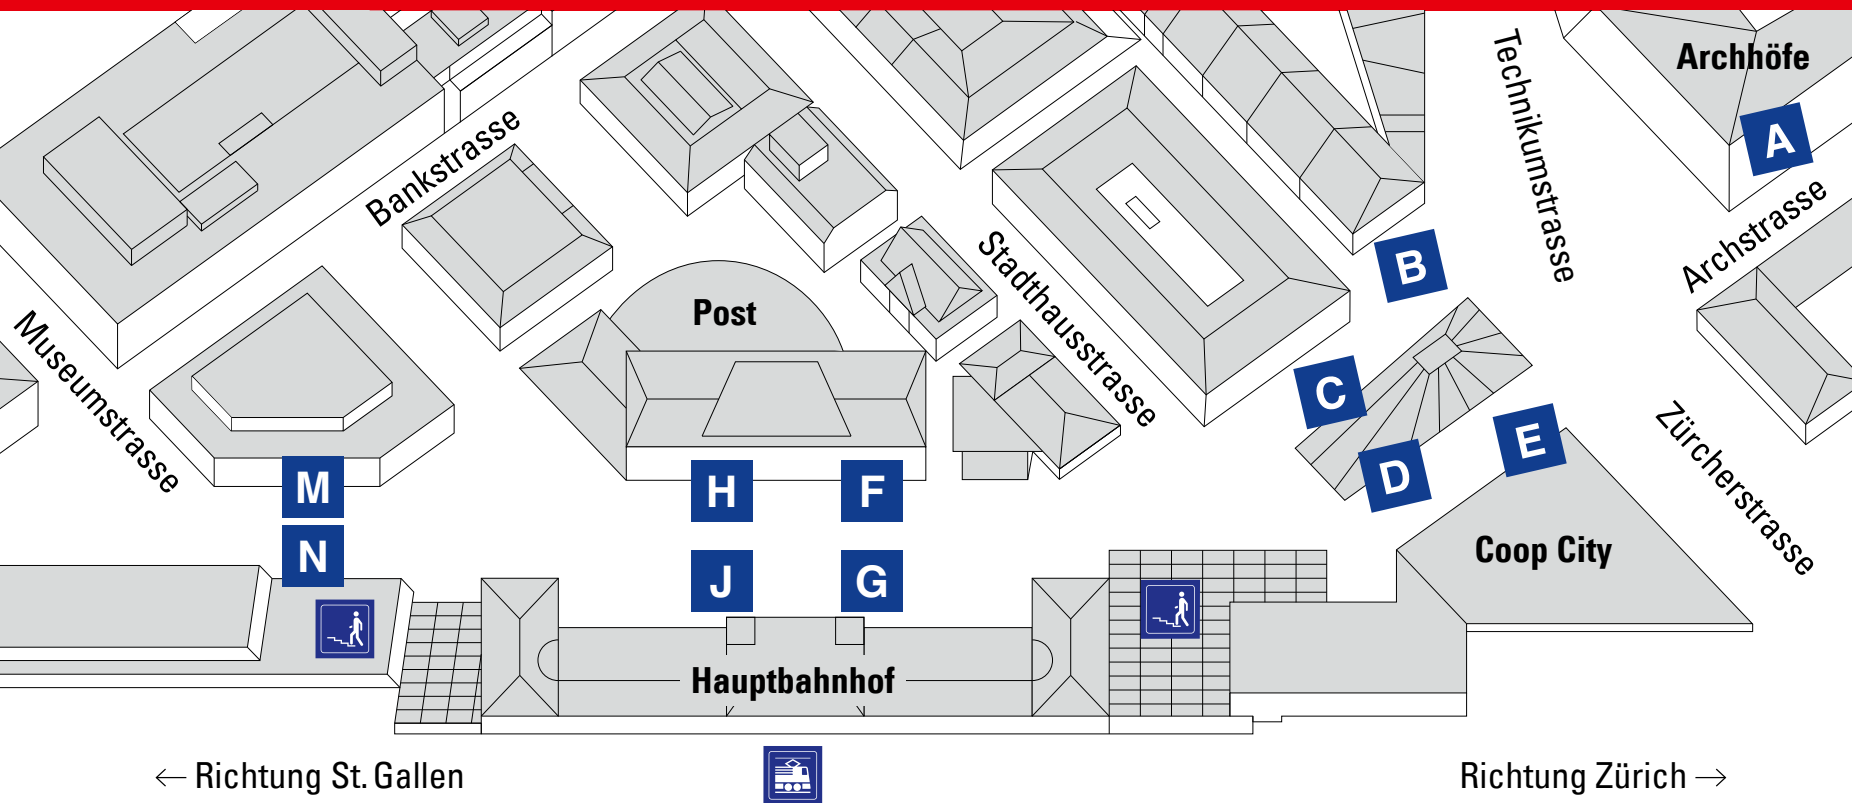 Archhöfe
A
Technikumstrasse
Bankstrasse
Archstrasse
B
Stadthausstrasse
Post
Museumstrasse
C
D
E
Zürcherstrasse
M
H
F
N
J
G
Coop City
Hauptbahnhof
← Richtung St. Gallen
Richtung Zürich →